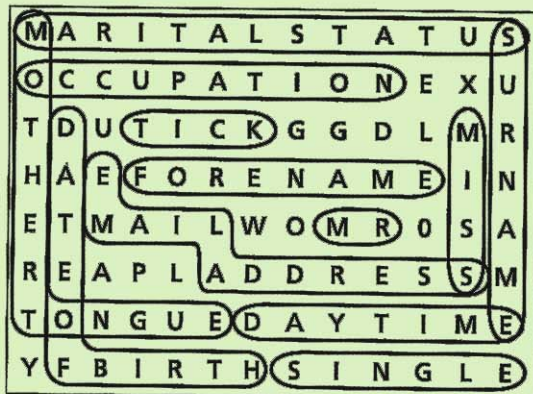 M A R I T A L S T A T U S
O C C U P A T I O N E X U
T D U T I C K G G D L M R
H A E F O R E N A M E I N
E T M A I L W O M R 0 S A
R E A P L A D D R E S S M
T O N G U E D A Y T I M E
Y F B I R T H S I N G L E